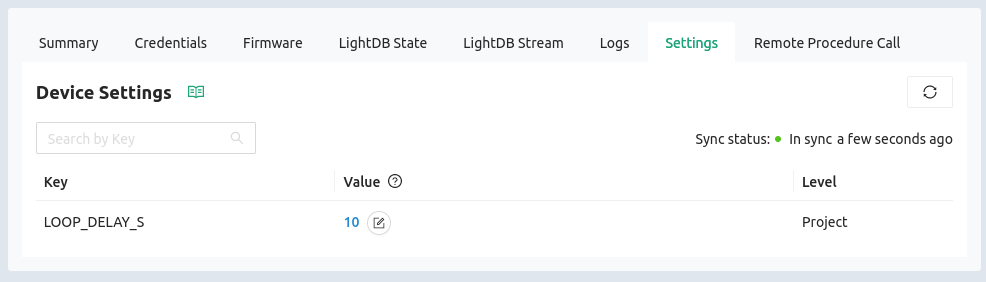 Summary Credentials Firmware LightDB State LightDB Stream Logs Settings Remote Procedure Call
Device Settings
Search by Key
Sync status: In sync a few seconds ago
Key Value Level
LOOP_DELAY_S 10 Project